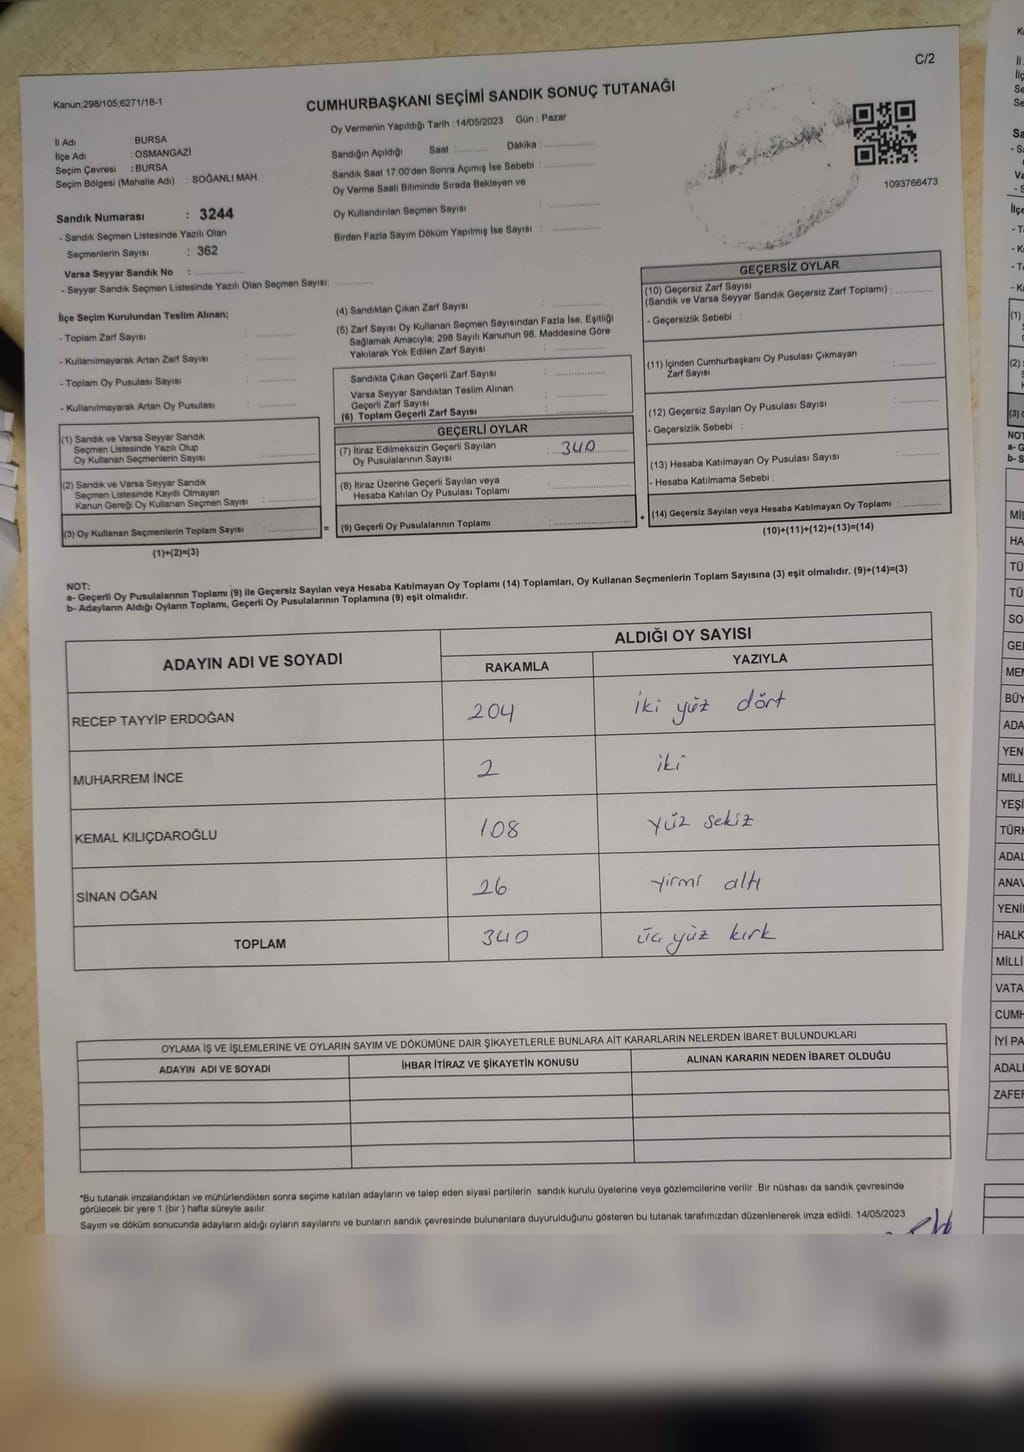 C/2
Kanun;298/105;6271/18-1
CUMHURBAŞKANI SEÇİMİ SANDIK SONUÇ TUTANAĞI
Oy Vermenin Yapıldığı Tarih :14/05/2023 Gün : Pazar
İl Adı : BURSA
İlçe Adı : OSMANGAZİ
Seçim Çevresi : BURSA
Seçim Bölgesi (Mahalle Adı) : SOĞANLI MAH.
Sandığın Açıldığı Saat :.......... Dakika :..............
Sandık Saat 17.00'den Sonra Açımış İse Sebebi :..............
Oy Verme Saati Bitiminde Sırada Bekleyen ve
Oy Kullandırılan Seçmen Sayısı :..............
Birden Fazla Sayım Döküm Yapılmış İse Sayısı :..............
1093766473
Sandık Numarası : 3244
- Sandık Seçmen Listesinde Yazılı Olan
Seçmenlerin Sayısı : 362
Varsa Seyyar Sandık No :..............
- Seyyar Sandık Seçmen Listesinde Yazılı Olan Seçmen Sayısı: ..............
İlçe Seçim Kurulundan Teslim Alınan;
- Toplam Zarf Sayısı :..............
- Kullanılmayarak Artan Zarf Sayısı :..............
- Toplam Oy Pusulası Sayısı :..............
- Kullanılmayarak Artan Oy Pusulası :..............
(1) Sandık ve Varsa Seyyar Sandık
Seçmen Listesinde Yazılı Olup
Oy Kullanan Seçmenlerin Sayısı :..............
(2) Sandık ve Varsa Seyyar Sandık
Seçmen Listesinde Kayıtlı Olmayan
Kanun Gereği Oy Kullanan Seçmen Sayısı :..............
(3) Oy Kullanan Seçmenlerin Toplam Sayısı :..............
(1)+(2)=(3)
=
(4) Sandıktan Çıkan Zarf Sayısı :..............
(5) Zarf Sayısı Oy Kullanan Seçmen Sayısından Fazla İse, Eşitliği
Sağlamak Amacıyla; 298 Sayılı Kanunun 98. Maddesine Göre
Yakılarak Yok Edilen Zarf Sayısı :..............
Sandıkta Çıkan Geçerli Zarf Sayısı :..............
Varsa Seyyar Sandıktan Teslim Alınan
Geçerli Zarf Sayısı :..............
(6) Toplam Geçerli Zarf Sayısı :..............
GEÇERLİ OYLAR
(7) İtiraz Edilmeksizin Geçerli Sayılan
Oy Pusulalarının Sayısı : 340
(8) İtiraz Üzerine Geçerli Sayılan veya
Hesaba Katılan Oy Pusulası Toplamı :..............
(9) Geçerli Oy Pusulalarının Toplamı :..............
+
GEÇERSİZ OYLAR
(10) Geçersiz Zarf Sayısı
(Sandık ve Varsa Seyyar Sandık Geçersiz Zarf Toplamı) :..............
- Geçersizlik Sebebi :
(11) İçinden Cumhurbaşkanı Oy Pusulası Çıkmayan
Zarf Sayısı :..............
(12) Geçersiz Sayılan Oy Pusulası Sayısı :..............
- Geçersizlik Sebebi :
(13) Hesaba Katılmayan Oy Pusulası Sayısı :..............
- Hesaba Katılmama Sebebi :
(14) Geçersiz Sayılan veya Hesaba Katılmayan Oy Toplamı :..............
(10)+(11)+(12)+(13)=(14)
NOT:
a- Geçerli Oy Pusulalarının Toplamı (9) ile Geçersiz Sayılan veya Hesaba Katılmayan Oy Toplamı (14) Toplamları, Oy Kullanan Seçmenlerin Toplam Sayısına (3) eşit olmalıdır. (9)+(14)=(3)
b- Adayların Aldığı Oyların Toplamı, Geçerli Oy Pusulalarının Toplamına (9) eşit olmalıdır.
ADAYIN ADI VE SOYADI
ALDIĞI OY SAYISI
RAKAMLA YAZIYLA
RECEP TAYYİP ERDOĞAN 204 iki yüz dört
MUHARREM İNCE 2 iki
KEMAL KILIÇDAROĞLU 108 yüz sekiz
SİNAN OĞAN 26 yirmi altı
TOPLAM 340 üç yüz kırk
OYLAMA İŞ VE İŞLEMLERİNE VE OYLARIN SAYIM VE DÖKÜMÜNE DAİR ŞİKAYETLERLE BUNLARA AİT KARARLARIN NELERDEN İBARET BULUNDUKLARI
ADAYIN ADI VE SOYADI İHBAR İTİRAZ VE ŞİKAYETİN KONUSU ALINAN KARARIN NEDEN İBARET OLDUĞU
*Bu tutanak imzalandıktan ve mühürlendikten sonra seçime katılan adayların ve talep eden siyasi partilerin sandık kurulu üyelerine veya gözlemcilerine verilir .Bir nüshası da sandık çevresinde
görülecek bir yere 1 (bir ) hafta süreyle asılır.
Sayım ve döküm sonucunda adayların aldığı oyların sayılarını ve bunların sandık çevresinde bulunanlara duyurulduğunu gösteren bu tutanak tarafımızdan düzenlenerek imza edildi. 14/05/2023